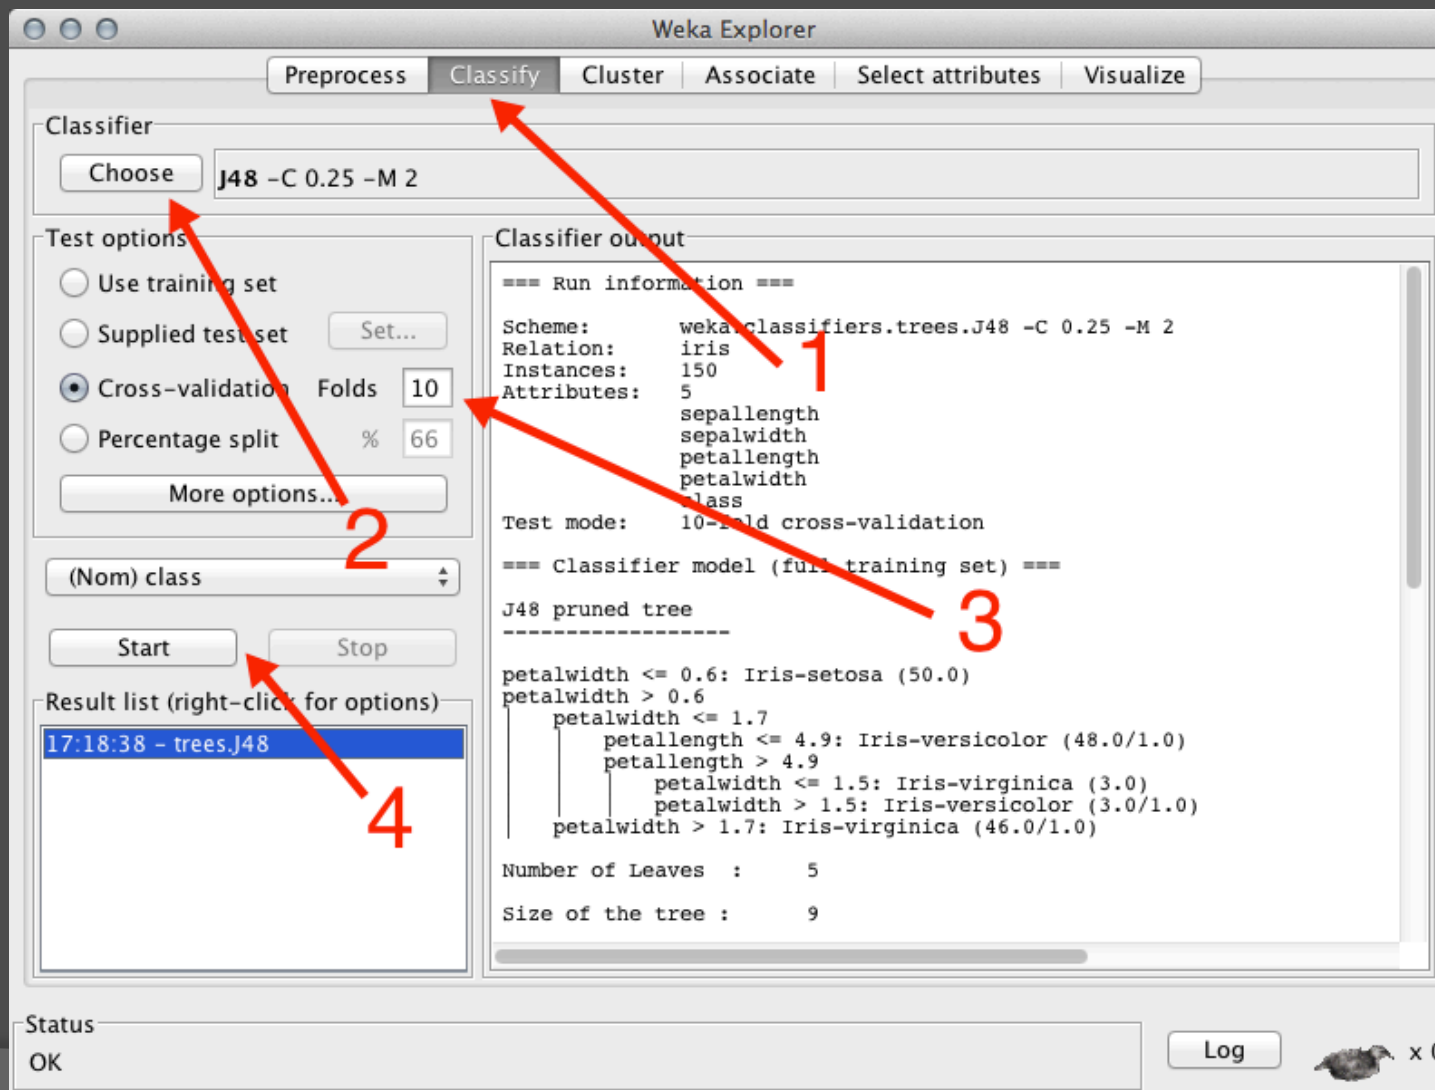 Weka Explorer
Preprocess Classify Cluster Associate Select attributes Visualize
Classifier
Choose J48 -C 0.25 -M 2
Test options
Use training set
Supplied test set Set...
Cross-validation Folds 10
Percentage split % 66
More options...
(Nom) class
Start Stop
Result list (right-click for options)
17:18:38 - trees.J48
Classifier output
=== Run information ===
Scheme: weka.classifiers.trees.J48 -C 0.25 -M 2
Relation: iris
Instances: 150
Attributes: 5
sepallength
sepalwidth
petallength
petalwidth
class
Test mode: 10-fold cross-validation
=== Classifier model (full training set) ===
J48 pruned tree
------------------
petalwidth <= 0.6: Iris-setosa (50.0)
petalwidth > 0.6
| petalwidth <= 1.7
| | petallength <= 4.9: Iris-versicolor (48.0/1.0)
| | petallength > 4.9
| | | petalwidth <= 1.5: Iris-virginica (3.0)
| | | petalwidth > 1.5: Iris-versicolor (3.0/1.0)
| petalwidth > 1.7: Iris-virginica (46.0/1.0)
Number of Leaves : 5
Size of the tree : 9
1
2
3
4
Status
OK
Log x